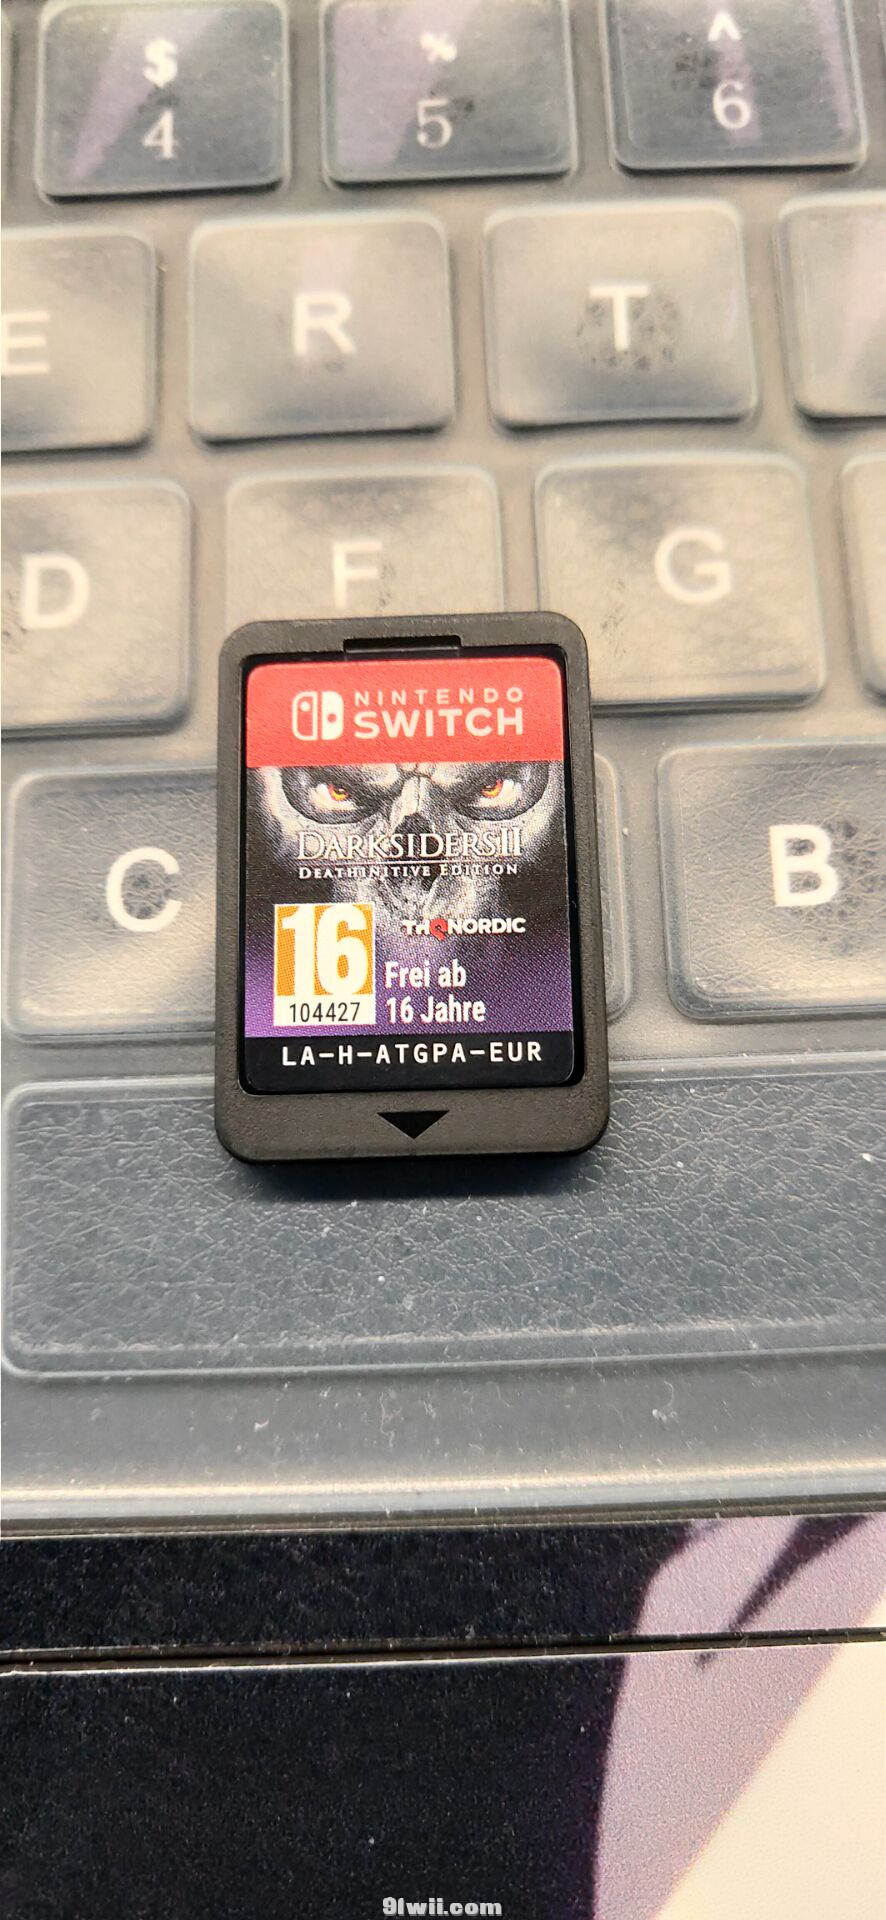 $
%
^
4
5
6
E
R
T
D
F
G
NINTENDO
SWITCH
DARKSIDERS II
DEATHINITIVE EDITION
C
B
16
THQ NORDIC
Frei ab
104427
16 Jahre
LA-H-ATGPA-EUR
91wii.com